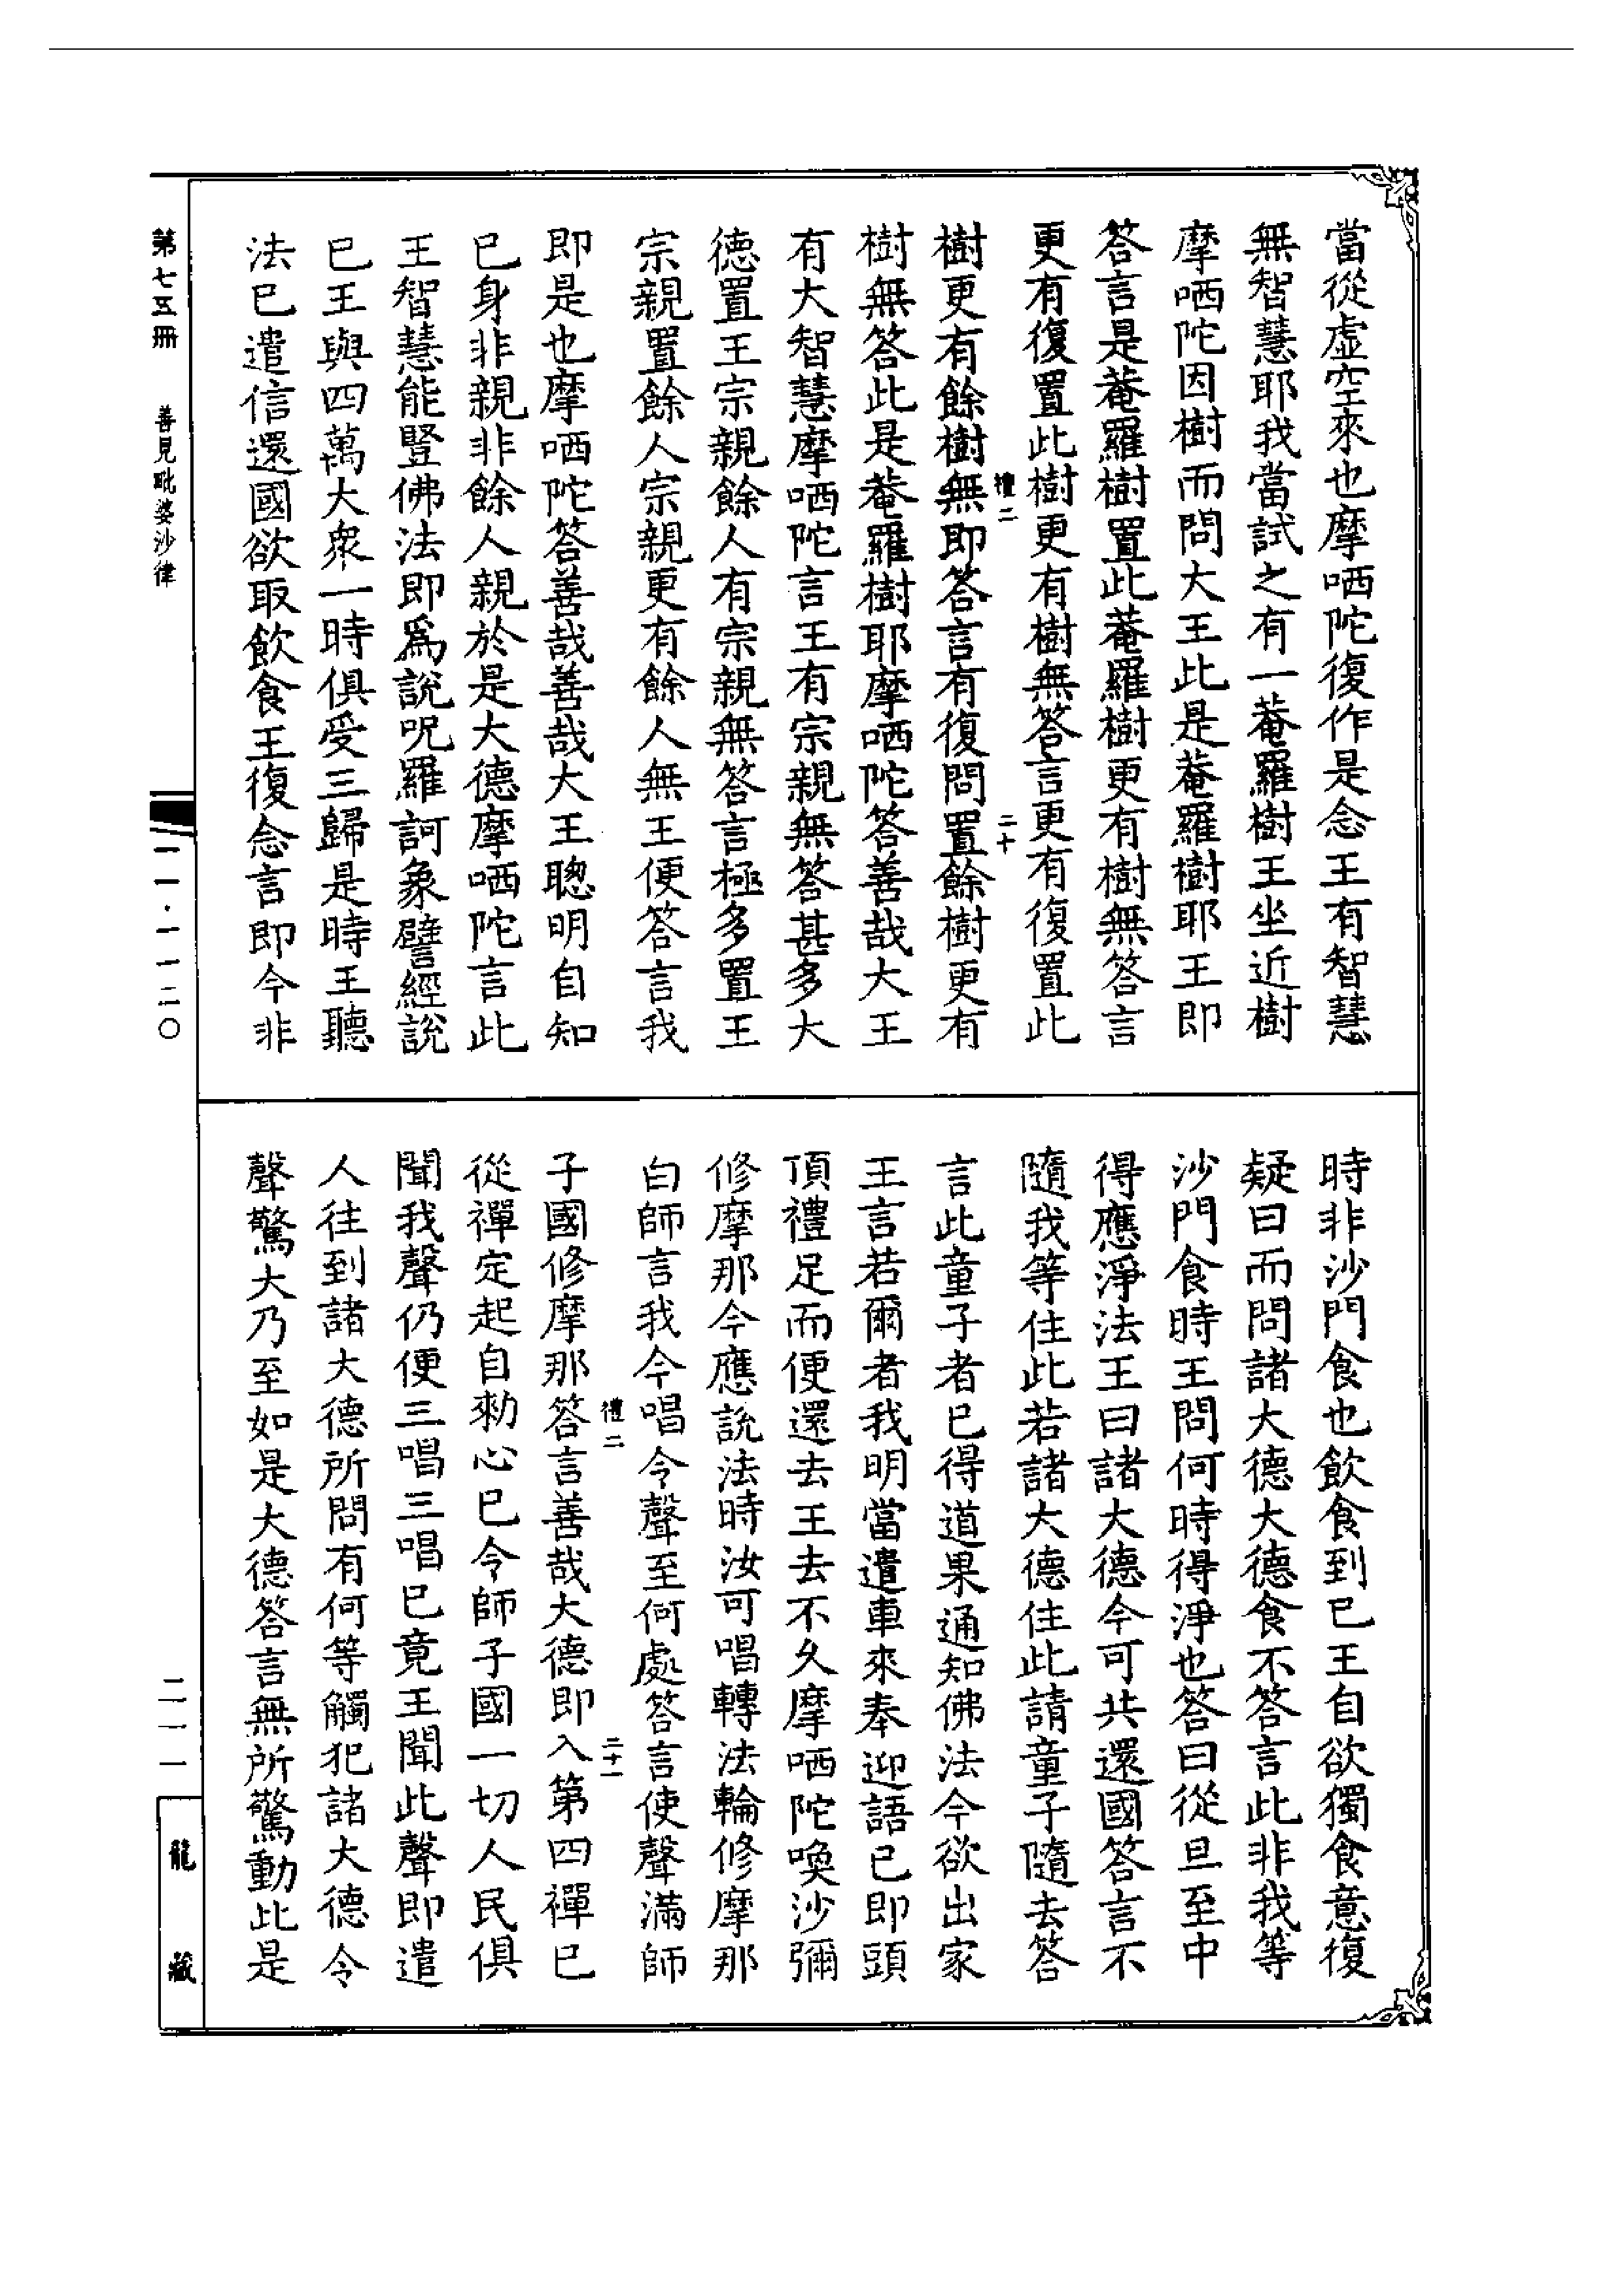 當從虛空來也摩哂陀復作是念王有智慧
無智慧耶我當試之有一菴羅樹王坐近樹
摩哂陀因樹而問大王此是菴羅樹耶王即
答言是菴羅樹置此菴羅樹更有樹無答言
更有復置此樹更有樹無答言更有復置此
禮二 二十
樹更有餘樹無即答言有復問置餘樹更有
樹無答此是菴羅樹耶摩哂陀答善哉大王
有大智慧摩哂陀言王有宗親無答甚多大
德置王宗親餘人有宗親無答言極多置王
宗親置餘人宗親更有餘人無王便答言我
即是也摩哂陀答善哉善哉大王聰明自知
已身非親非餘人親於是大德摩哂陀言此
王智慧能豎佛法即為說呪羅訶象譬經說
已王與四萬大衆一時俱受三歸是時王聽
法已遣信還國欲取飲食王復念言即今非
時非沙門食也飲食到已王自欲獨食意復
疑曰而問諸大德大德食不答言此非我等
沙門食時王問何時得淨也答曰從旦至中
得應淨法王曰諸大德今可共還國答言不
隨我等住此若諸大德住此請童子隨去答
言此童子者已得道果通知佛法今欲出家
王言若爾者我明當遣車來奉迎語已即頭
頂禮足而便還去王去不久摩哂陀喚沙彌
修摩那今應說法時汝可唱轉法輪修摩那
白師言我今唱令聲至何處答言使聲滿師
禮二 二十一
子國修摩那答言善哉大德即入第四禪已
從禪定起自勑心已令師子國一切人民俱
聞我聲仍便三唱三唱已竟王聞此聲即遣
人往到諸大德所問有何等觸犯諸大德令
聲驚大乃至如是大德答言無所驚動此是
第七五冊 善見毗婆沙律
一一·一一二〇
二一一
龍藏